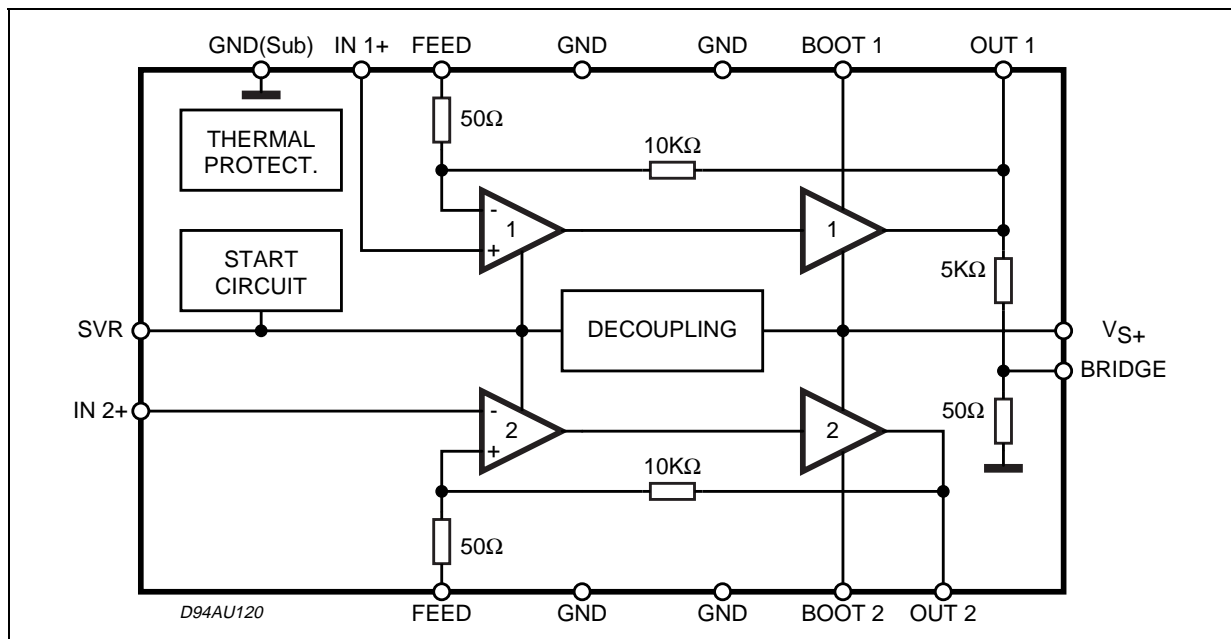 GND(Sub) IN 1+ FEED GND GND BOOT 1 OUT 1
50Ω
THERMAL
PROTECT.
10KΩ
-
1
+
1
START
CIRCUIT
5KΩ
SVR
DECOUPLING
VS+
BRIDGE
IN 2+
-
2
+
2
50Ω
10KΩ
50Ω
D94AU120
FEED GND GND BOOT 2 OUT 2